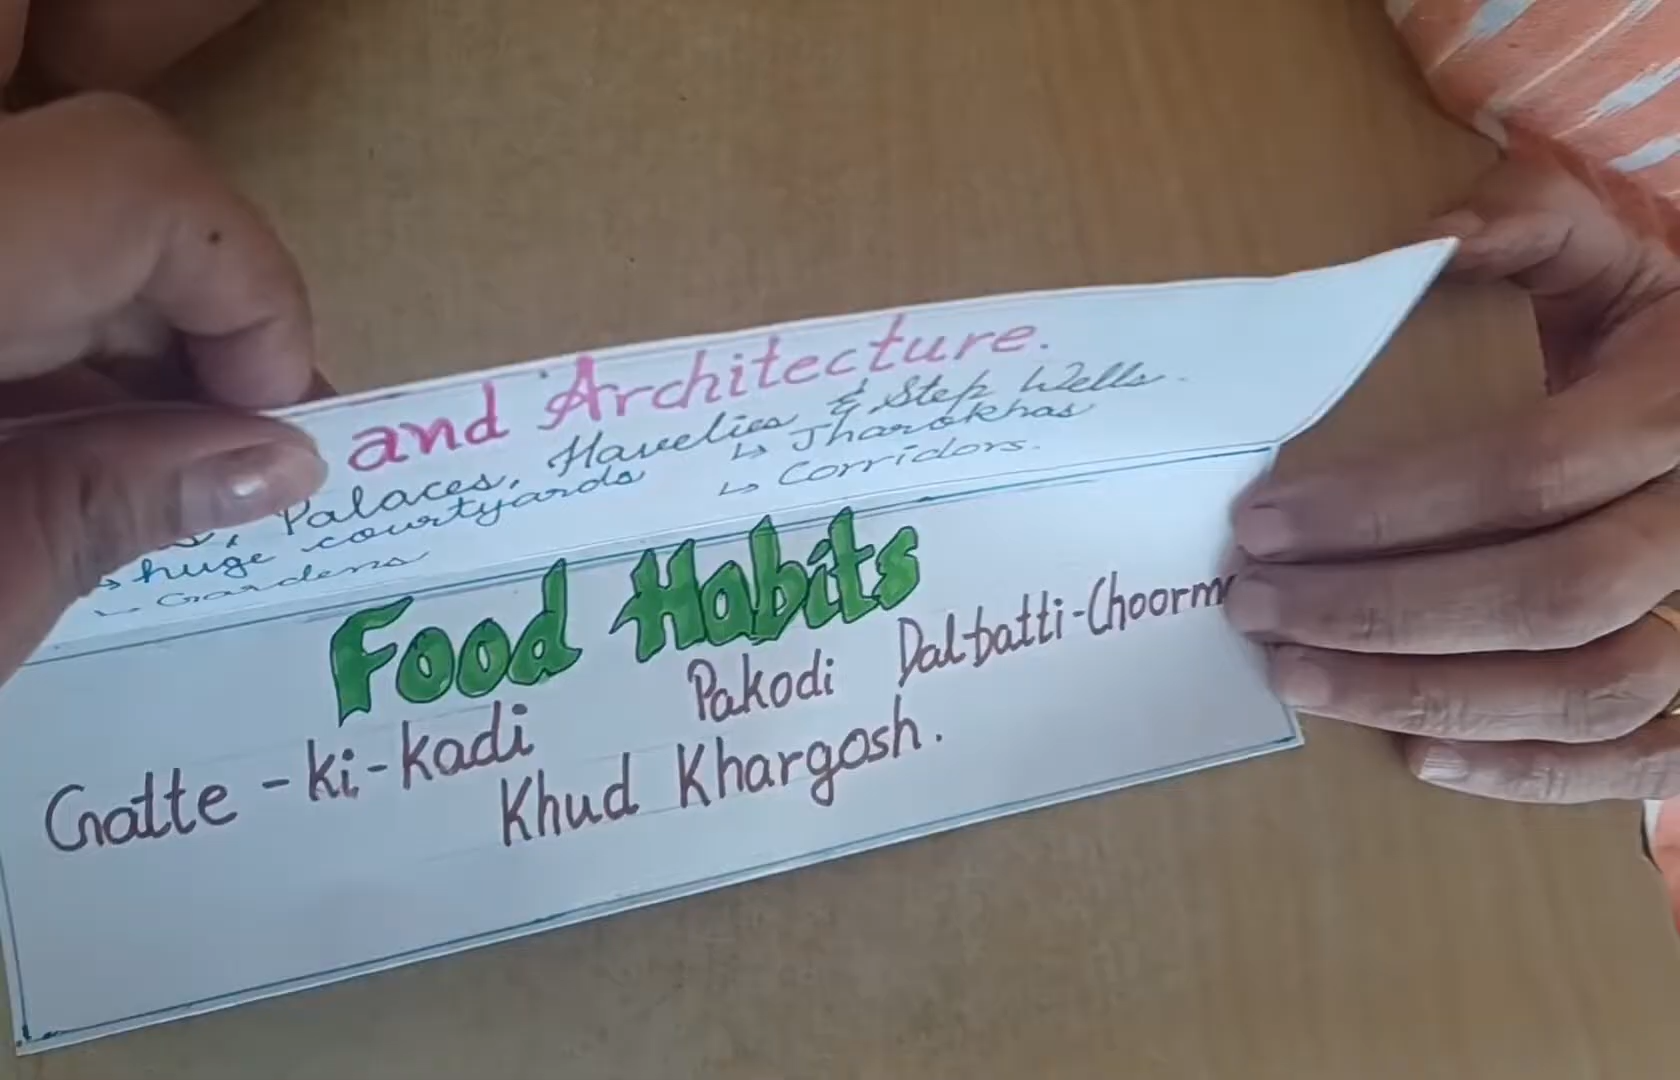 and Architecture.
Palaces, Havelies & Step Wells.
↳ huge courtyards ↳ Jharokhas
↳ Gardens ↳ Corridors.
Food Habits
Gatte-ki-kadi Pakodi Dal-batti-Choorm
Khud Khargosh.